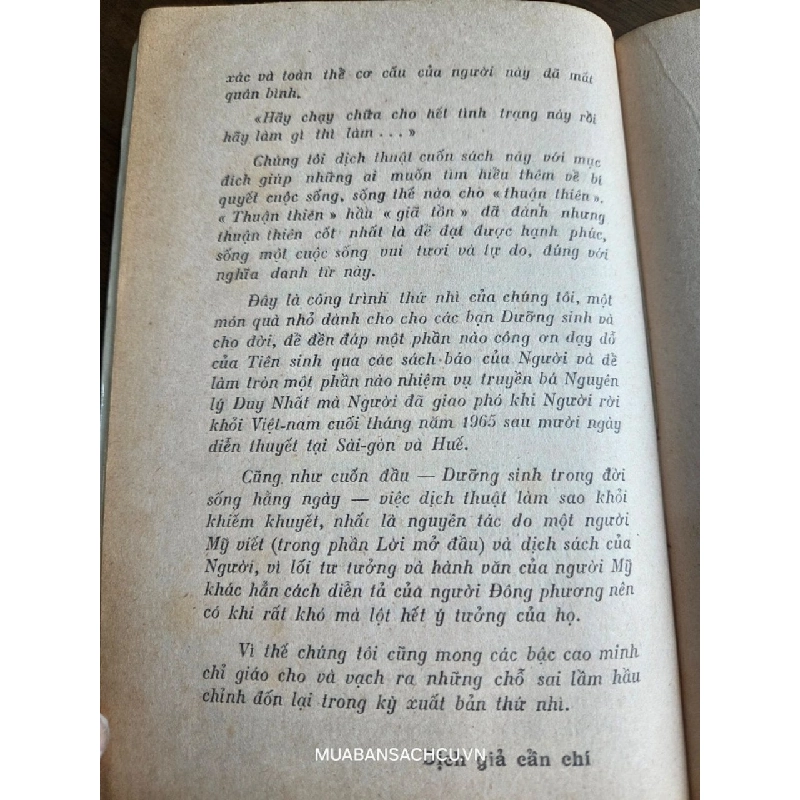 xác và toàn thể cơ cấu của người này đã mất
quân bình.
«Hãy chạy chữa cho hết tình trạng này rồi
hãy làm gì thì làm . . .»
Chúng tôi dịch thuật cuốn sách này với mục
đích giúp những ai muốn tìm hiểu thêm về bí
quyết cuộc sống, sống thế nào cho «thuận thiên».
« Thuận thiên » hầu « giã tồn » đã đành nhưng
thuận thiên cốt nhất là để đạt được hạnh phúc,
sống một cuộc sống vui tươi và tự do, đúng với
nghĩa danh từ này.
Đây là công trình thứ nhì của chúng tôi, một
món quà nhỏ dành cho cho các bạn Dưỡng sinh và
cho đời, để đền đáp một phần nào công ơn dạy dỗ
của Tiên sinh qua các sách báo của Người và để
làm tròn một phần nào nhiệm vụ truyền bá Nguyên
lý Duy Nhất mà Người đã giao phó khi Người rời
khỏi Việt-nam cuối tháng năm 1965 sau mười ngày
diễn thuyết tại Sài-gòn và Huế.
Cũng như cuốn đầu — Dưỡng sinh trong đời
sống hằng ngày — việc dịch thuật làm sao khỏi
khiếm khuyết, nhất là nguyên tác do một người
Mỹ viết (trong phần Lời mở đầu) và dịch sách của
Người, vì lối tư tưởng và hành văn của người Mỹ
khác hẳn cách diễn tả của người Đông phương nên
có khi rất khó mà lột hết ý tưởng của họ.
Vì thế chúng tôi cũng mong các bậc cao minh
chỉ giáo cho và vạch ra những chỗ sai lầm hầu
chỉnh đốn lại trong kỳ xuất bản thứ nhì.
Dịch giả cẩn chí
MUABANSACHCU.VN